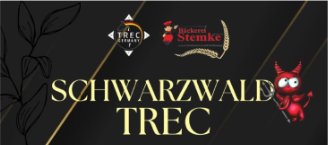 TREC
GERMANY
Bäckerei
Stemke
SCHWARZWALD
TREC